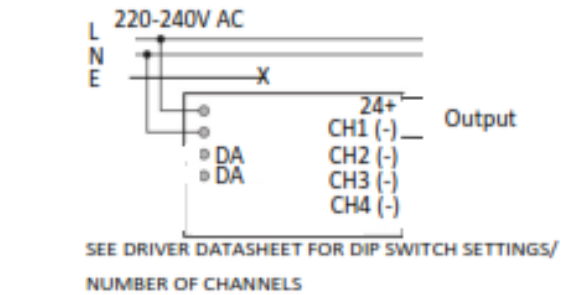 220-240V AC
L
N
E
X
24+
CH1 (-)
Output
DA
CH2 (-)
DA
CH3 (-)
CH4 (-)
SEE DRIVER DATASHEET FOR DIP SWITCH SETTINGS/
NUMBER OF CHANNELS